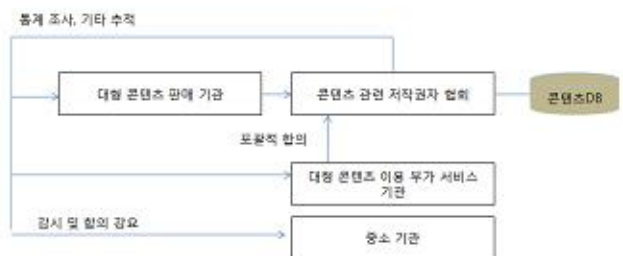 통계 조사, 기타 추적
대형 콘텐츠 판매 기관
콘텐츠 관련 저작권자 협회
콘텐츠DB
포괄적 합의
대형 콘텐츠 이용 부가 서비스
기관
감시 및 합의 강요
중소 기관